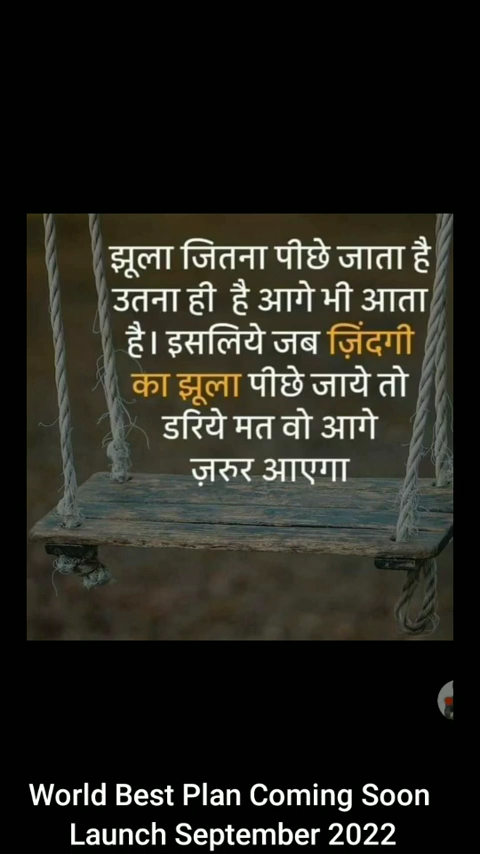 झूला जितना पीछे जाता है
उतना ही है आगे भी आता
है। इसलिये जब ज़िंदगी
का झूला पीछे जाये तो
डरिये मत वो आगे
ज़रुर आएगा
World Best Plan Coming Soon
Launch September 2022